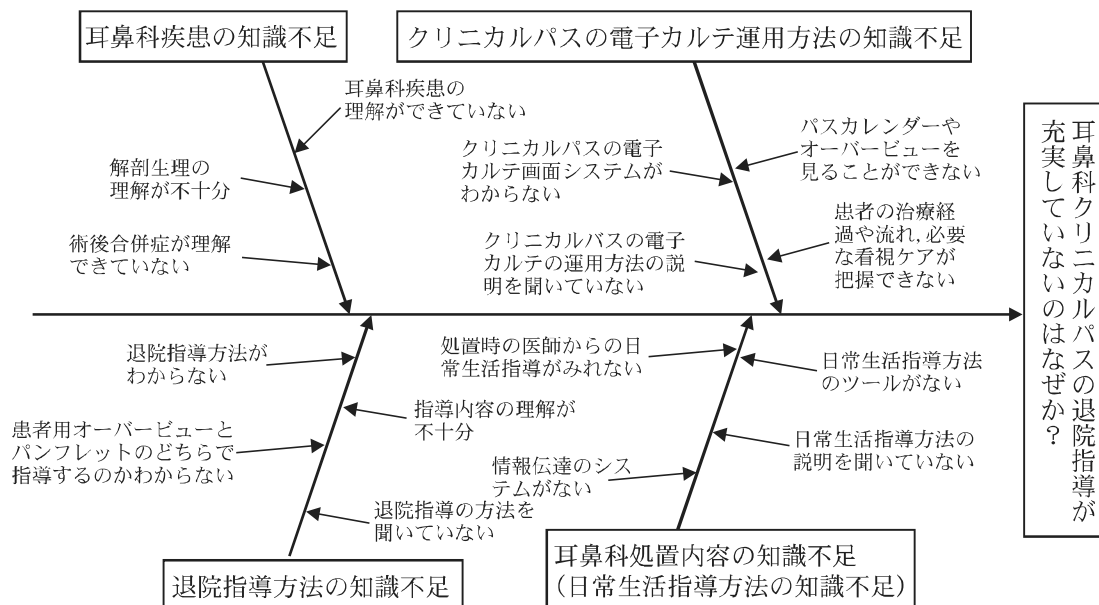 耳鼻科疾患の知識不足
クリニカルパスの電子カルテ運用方法の知識不足
耳鼻科疾患の
理解ができていない
解剖生理の
理解が不十分
術後合併症が理解
できていない
クリニカルパスの電子
カルテ画面システムが
わからない
クリニカルバスの電子
カルテの運用方法の説
明を聞いていない
パスカレンダーや
オーバービューを
見ることができない
患者の治療経
過や流れ,必要
な看視ケアが
把握できない
耳鼻科クリニカルパスの退院指導が
充実していないのはなぜか?
退院指導方法が
わからない
患者用オーバービューと
パンフレットのどちらで
指導するのかわからない
指導内容の理解が
不十分
退院指導の方法を
聞いていない
処置時の医師からの日
常生活指導がみれない
情報伝達のシス
テムがない
日常生活指導方法
のツールがない
日常生活指導方法の
説明を聞いていない
退院指導方法の知識不足
耳鼻科処置内容の知識不足
(日常生活指導方法の知識不足)